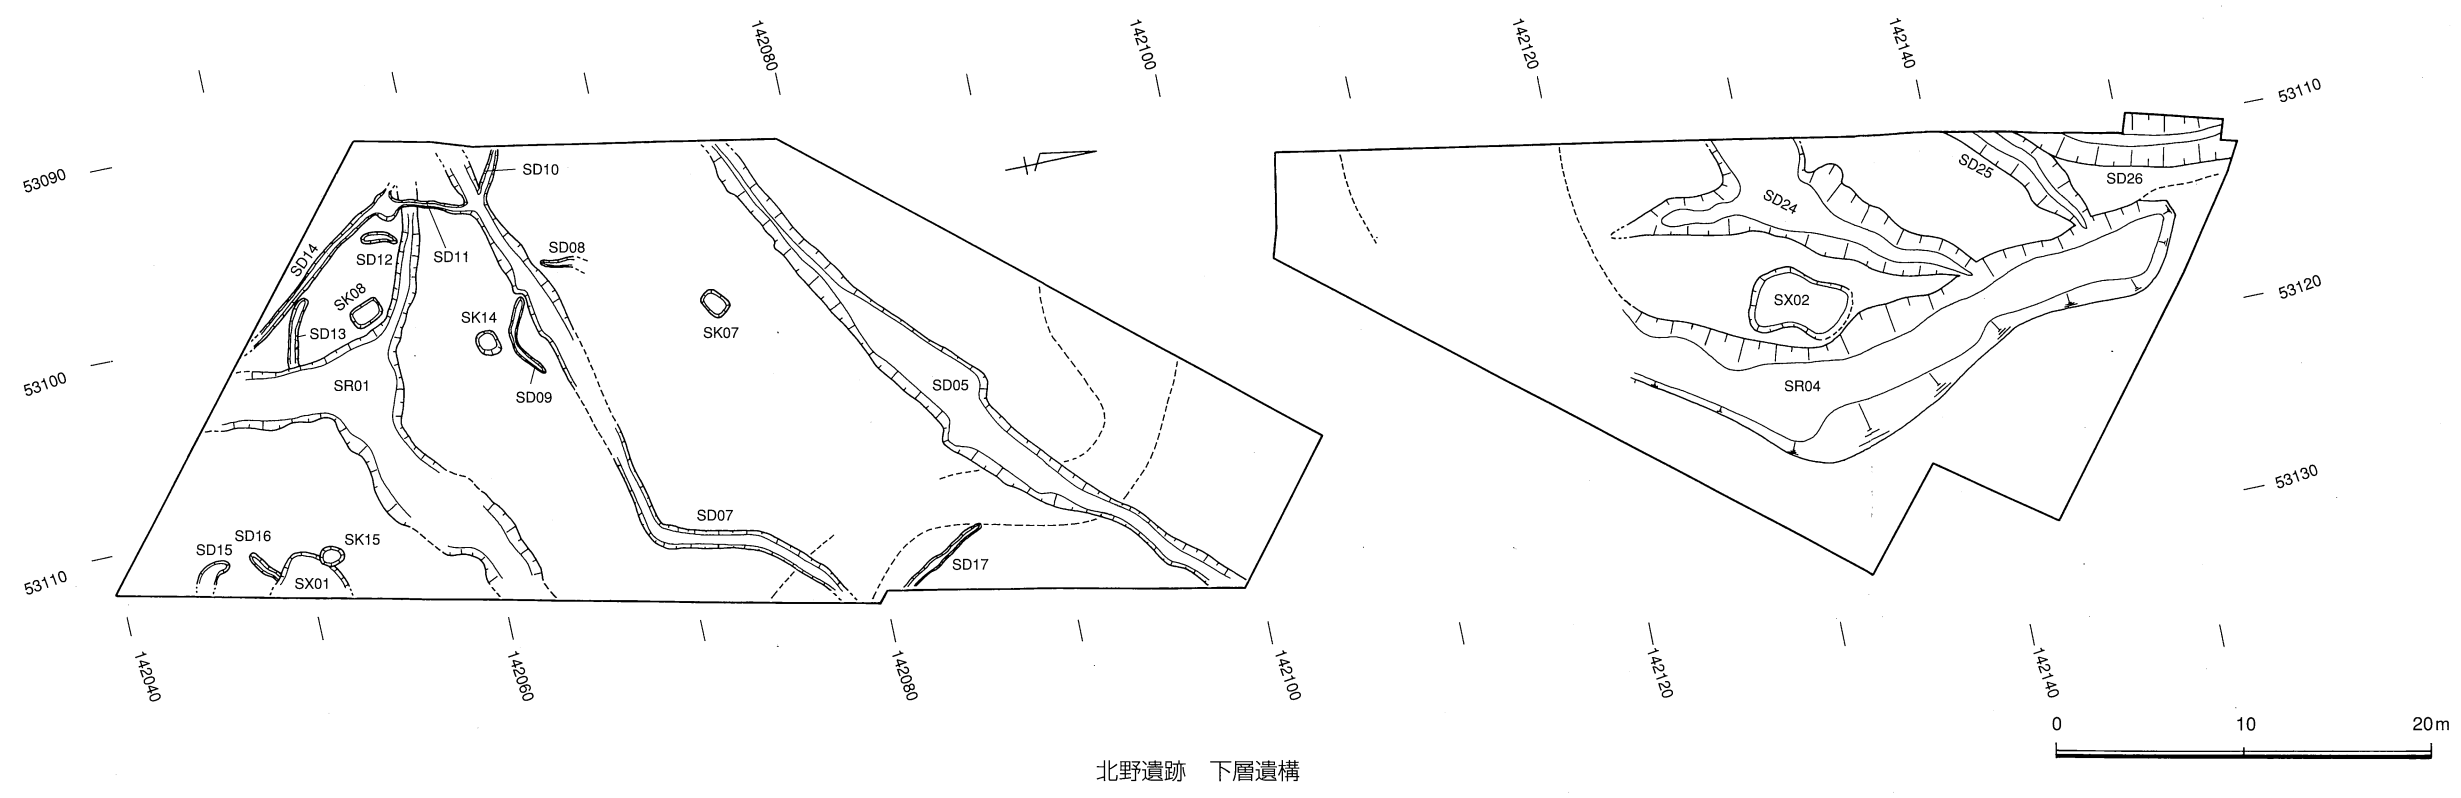 142080
142100
142120
142140
53110
53090
SD10
SD25
SD26
SD24
SD08
SD14
SD12
SD11
SK08
SX02
53120
SK14
SD13
SK07
53100
SR01
SD09
SD05
SR04
53130
SD07
SD16
SK15
SD15
SD17
SX01
53110
142040
142060
142080
142100
142120
142140
0 10 20m
北野遺跡 下層遺構